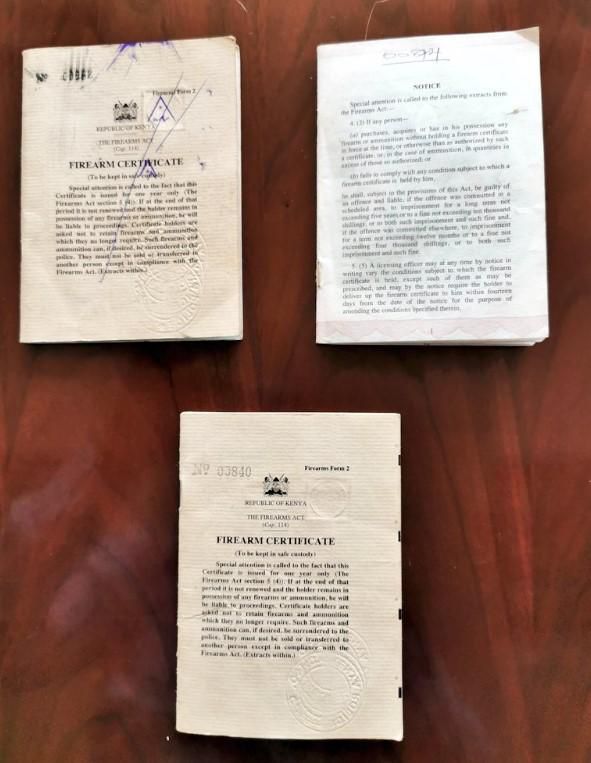 Nº
Firearms Form 2
REPUBLIC OF KENYA
THE FIREARMS ACT
(Cap. 114)
FIREARM CERTIFICATE
(To be kept in safe custody)
Special attention is called to the fact that this
Certificate is issued for one year only (The
Firearms Act section 5 (4)). If at the end of that
period it is not renewed and the holder remains in
possession of any firearms or ammunition, he will
be liable to proceedings. Certificate holders are
asked not to retain firearms and ammunition
which they no longer require. Such firearms and
ammunition can, if desired, be surrendered to the
police. They must not be sold or transferred to
another person except in compliance with the
Firearms Act. (Extracts within.)
NOTICE
Special attention is called to the following extracts from
the Firearms Act:—
4. (2) If any person—
(a) purchases, acquires or has in his possession any
firearm or ammunition without holding a firearm certificate
in force at the time, or otherwise than as authorized by such
a certificate, or, in the case of ammunition, in quantities in
excess of those so authorized; or
(b) fails to comply with any condition subject to which a
firearm certificate is held by him,
he shall, subject to the provisions of this Act, be guilty of
an offence and liable, if the offence was committed in a
scheduled area, to imprisonment for a long term not
exceeding five years or to a fine not exceeding ten thousand
shillings, or to both such imprisonment and such fine and,
if the offence was committed elsewhere, to imprisonment
for a term not exceeding twelve months or to a fine not
exceeding four thousand shillings, or to both such
imprisonment and such fine.
5. (5) A licensing officer may at any time by notice in
writing vary the conditions subject to which the firearm
certificate is held, except such of them as may be
prescribed, and may by the notice require the holder to
deliver up the firearm certificate to him within fourteen
days from the date of the notice for the purpose of
amending the conditions specified therein.
Nº 03840
Firearms Form 2
REPUBLIC OF KENYA
THE FIREARMS ACT
(Cap. 114)
FIREARM CERTIFICATE
(To be kept in safe custody)
Special attention is called to the fact that this
Certificate is issued for one year only (The
Firearms Act section 5 (4)). If at the end of that
period it is not renewed and the holder remains in
possession of any firearms or ammunition, he will
be liable to proceedings. Certificate holders are
asked not to retain firearms and ammunition
which they no longer require. Such firearms and
ammunition can, if desired, be surrendered to the
police. They must not be sold or transferred to
another person except in compliance with the
Firearms Act. (Extracts within.)